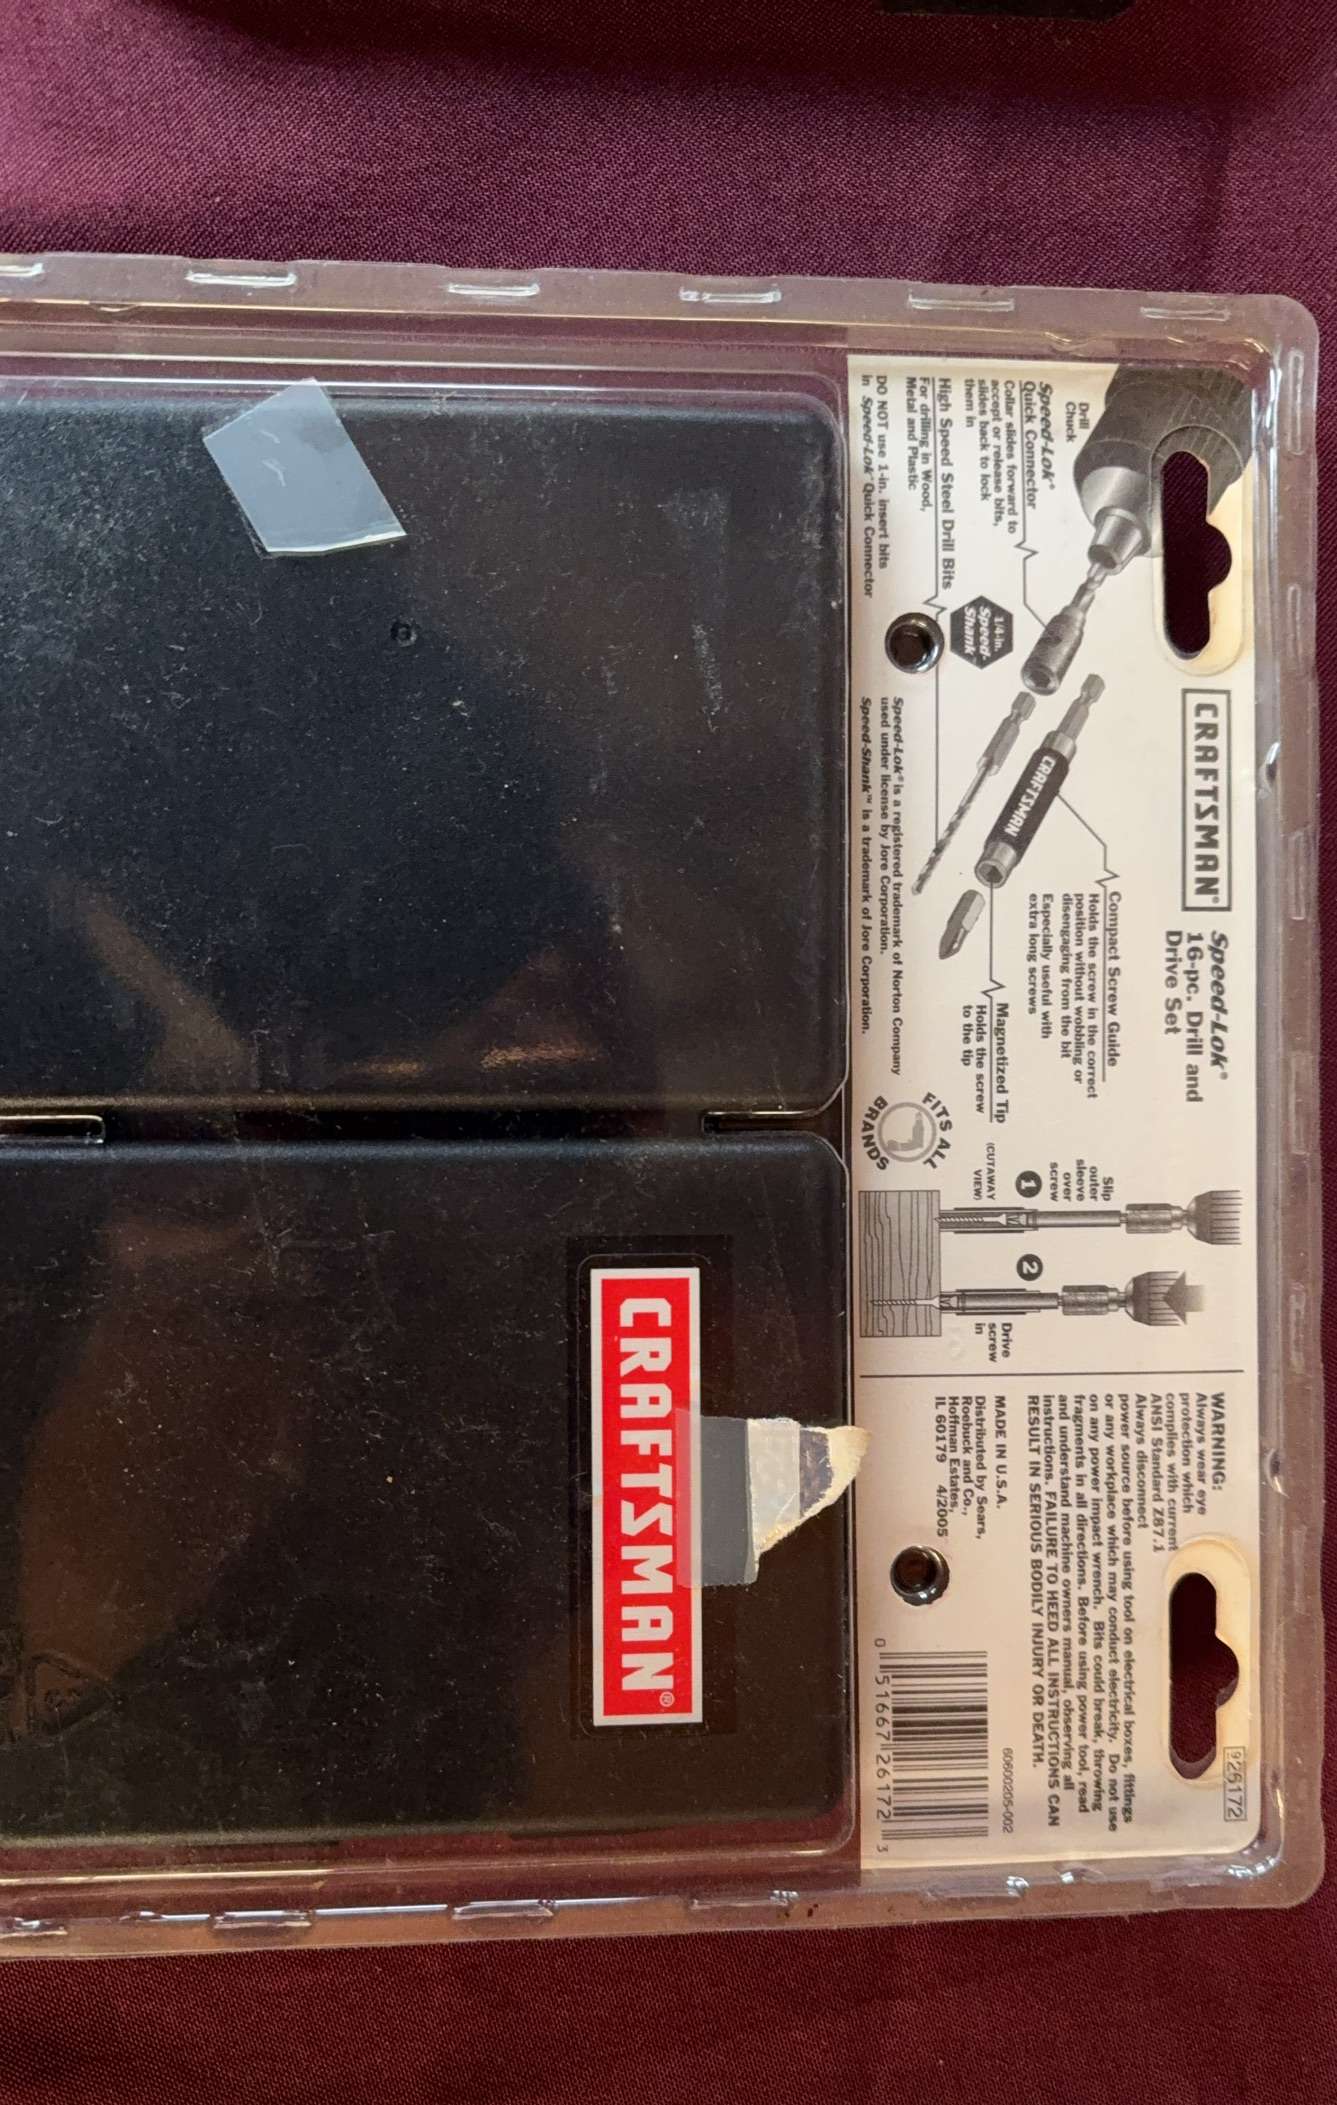 CRAFTSMAN®
Speed-Lok®
16-pc. Drill and
Drive Set
Drill
Chuck
Speed-Lok®
Quick Connector
Collar slides forward to
accept or release bits,
slides back to lock
them in
High Speed Steel Drill Bits
For drilling in Wood,
Metal and Plastic
DO NOT use 1-in. insert bits
in Speed-Lok® Quick Connector
1/4-in.
Speed-
Shank™
CRAFTSMAN
Compact Screw Guide
Holds the screw in the correct
position without wobbling or
disengaging from the bit
Especially useful with
extra long screws
Magnetized Tip
Holds the screw
to the tip
Speed-Lok® is a registered trademark of Norton Company
used under license by Jore Corporation.
Speed-Shank™ is a trademark of Jore Corporation.
FITS ALL
BRANDS
(CUTAWAY
VIEW)
Slip
outer
sleeve
over
screw
1
2
Drive
screw
in
WARNING:
Always wear eye
protection which
complies with current
ANSI Standard Z87.1
Always disconnect
power source before using tool on electrical boxes, fittings
or any workplace which may conduct electricity. Do not use
on any power impact wrench. Bits could break, throwing
fragments in all directions. Before using power tool, read
and understand machine owners manual, observing all
instructions. FAILURE TO HEED ALL INSTRUCTIONS CAN
RESULT IN SERIOUS BODILY INJURY OR DEATH.
MADE IN U.S.A.
Distributed by Sears,
Roebuck and Co.,
Hoffman Estates,
IL 60179 4/2005
926172
60600205-002
0 51667 26172 3
CRAFTSMAN®